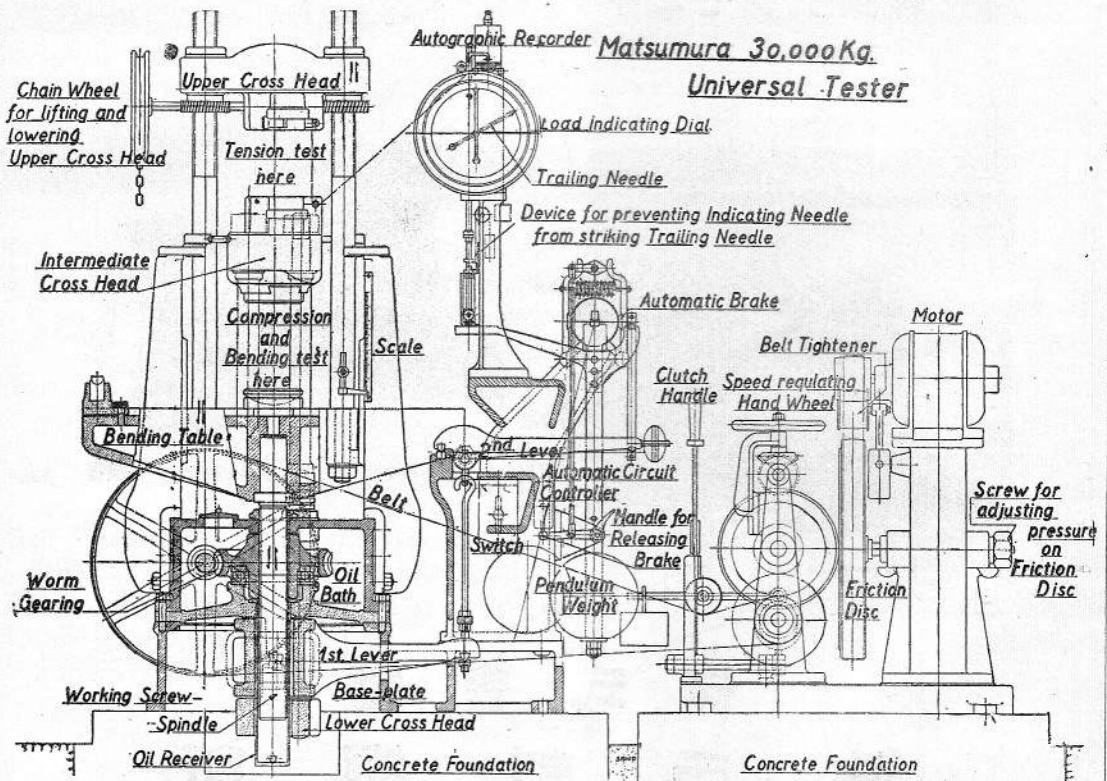 Matsumura 30,000Kg.
Universal Tester
Autographic Recorder
Upper Cross Head
Chain Wheel
for lifting and
lowering
Upper Cross Head
Tension test
here
Load Indicating Dial.
Trailing Needle
Device for preventing Indicating Needle
from striking Trailing Needle
Intermediate
Cross Head
Compression
and
Bending test
here
Scale
Automatic Brake
Motor
Belt Tightener
Clutch
Handle
Speed regulating
Hand Wheel
Bending Table
2nd. Lever
Belt
Automatic Circuit
Controller
Switch
Handle for
Releasing
Brake
Screw for
adjusting
pressure
on
Friction
Disc
Worm
Gearing
Oil
Bath
Pendulum
Weight
Friction
Disc
1st. Lever
Working Screw-
Base-plate
-Spindle
Lower Cross Head
Oil Receiver
Concrete Foundation
Concrete Foundation